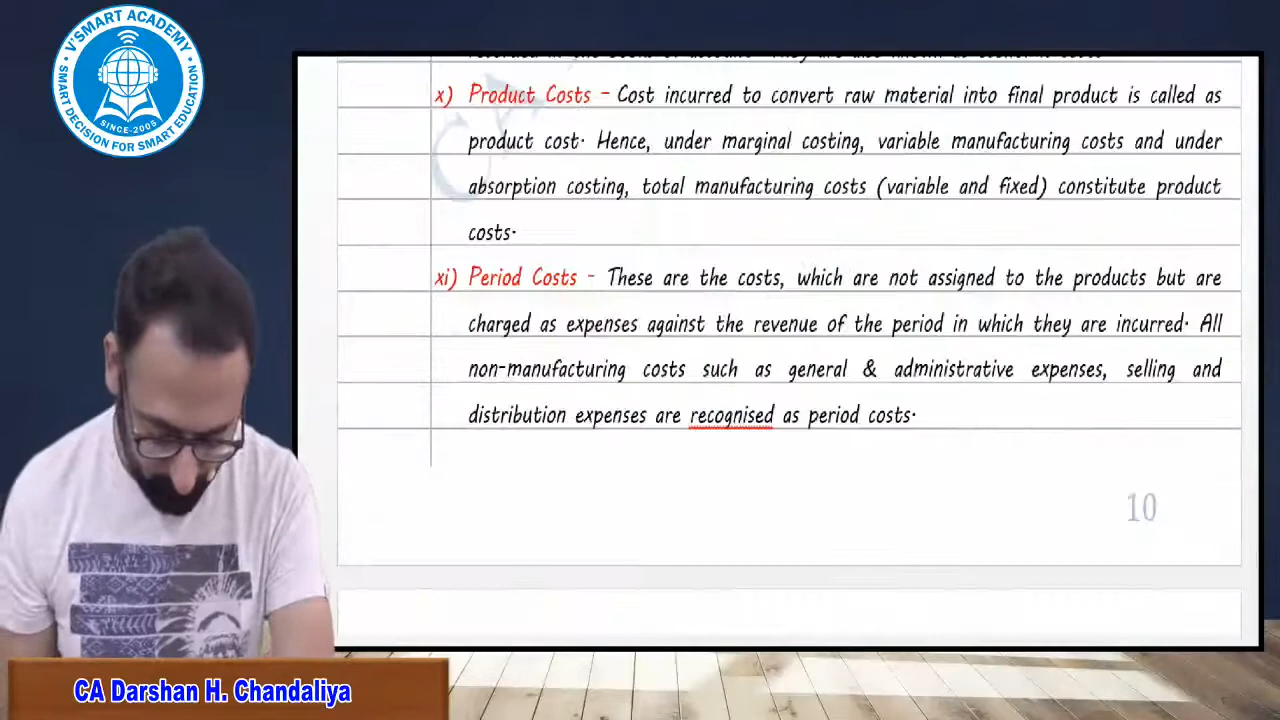 V'SMART ACADEMY
SINCE-2005
SMART DECISION FOR SMART EDUCATION
x) Product Costs - Cost incurred to convert raw material into final product is called as
product cost. Hence, under marginal costing, variable manufacturing costs and under
absorption costing, total manufacturing costs (variable and fixed) constitute product
costs.
xi) Period Costs - These are the costs, which are not assigned to the products but are
charged as expenses against the revenue of the period in which they are incurred. All
non-manufacturing costs such as general & administrative expenses, selling and
distribution expenses are recognised as period costs.
10
CA Darshan H. Chandaliya